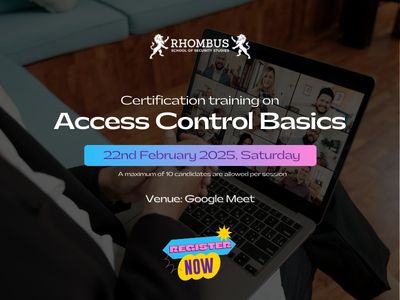 RHOMBUS
SCHOOL OF SECURITY STUDIES
Certification training on
Access Control Basics
22nd February 2025, Saturday
A maximum of 10 candidates are allowed per session
Venue: Google Meet
REGISTER
NOW